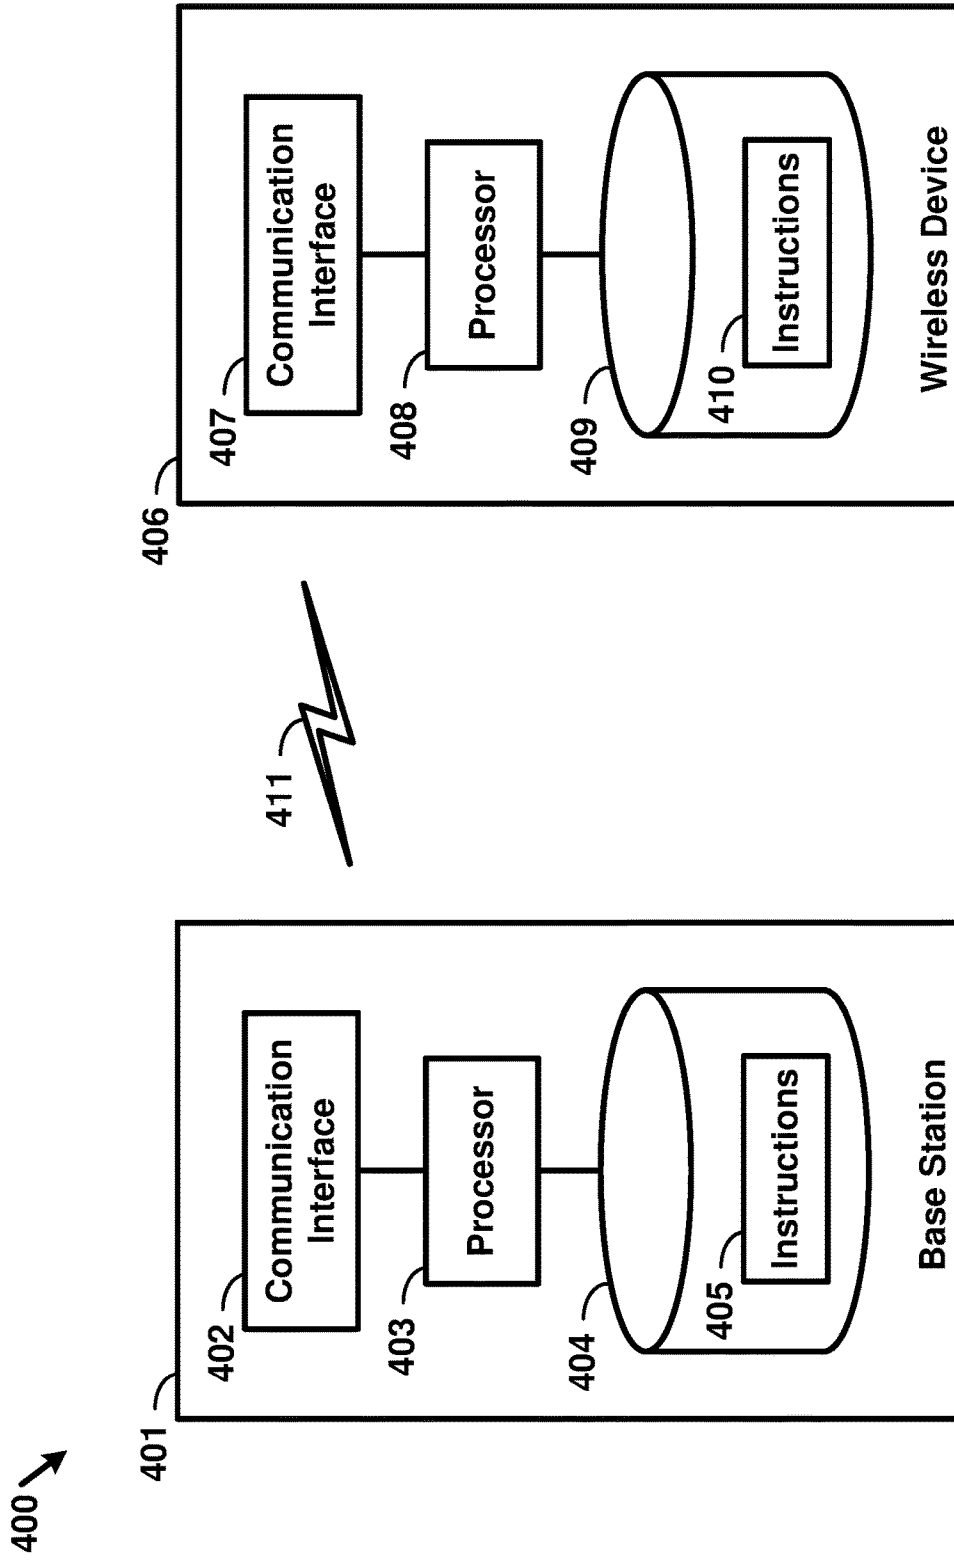 400
401
402
Communication
Interface
403
Processor
404
405
Instructions
Base Station
411
406
407
Communication
Interface
408
Processor
409
410
Instructions
Wireless Device